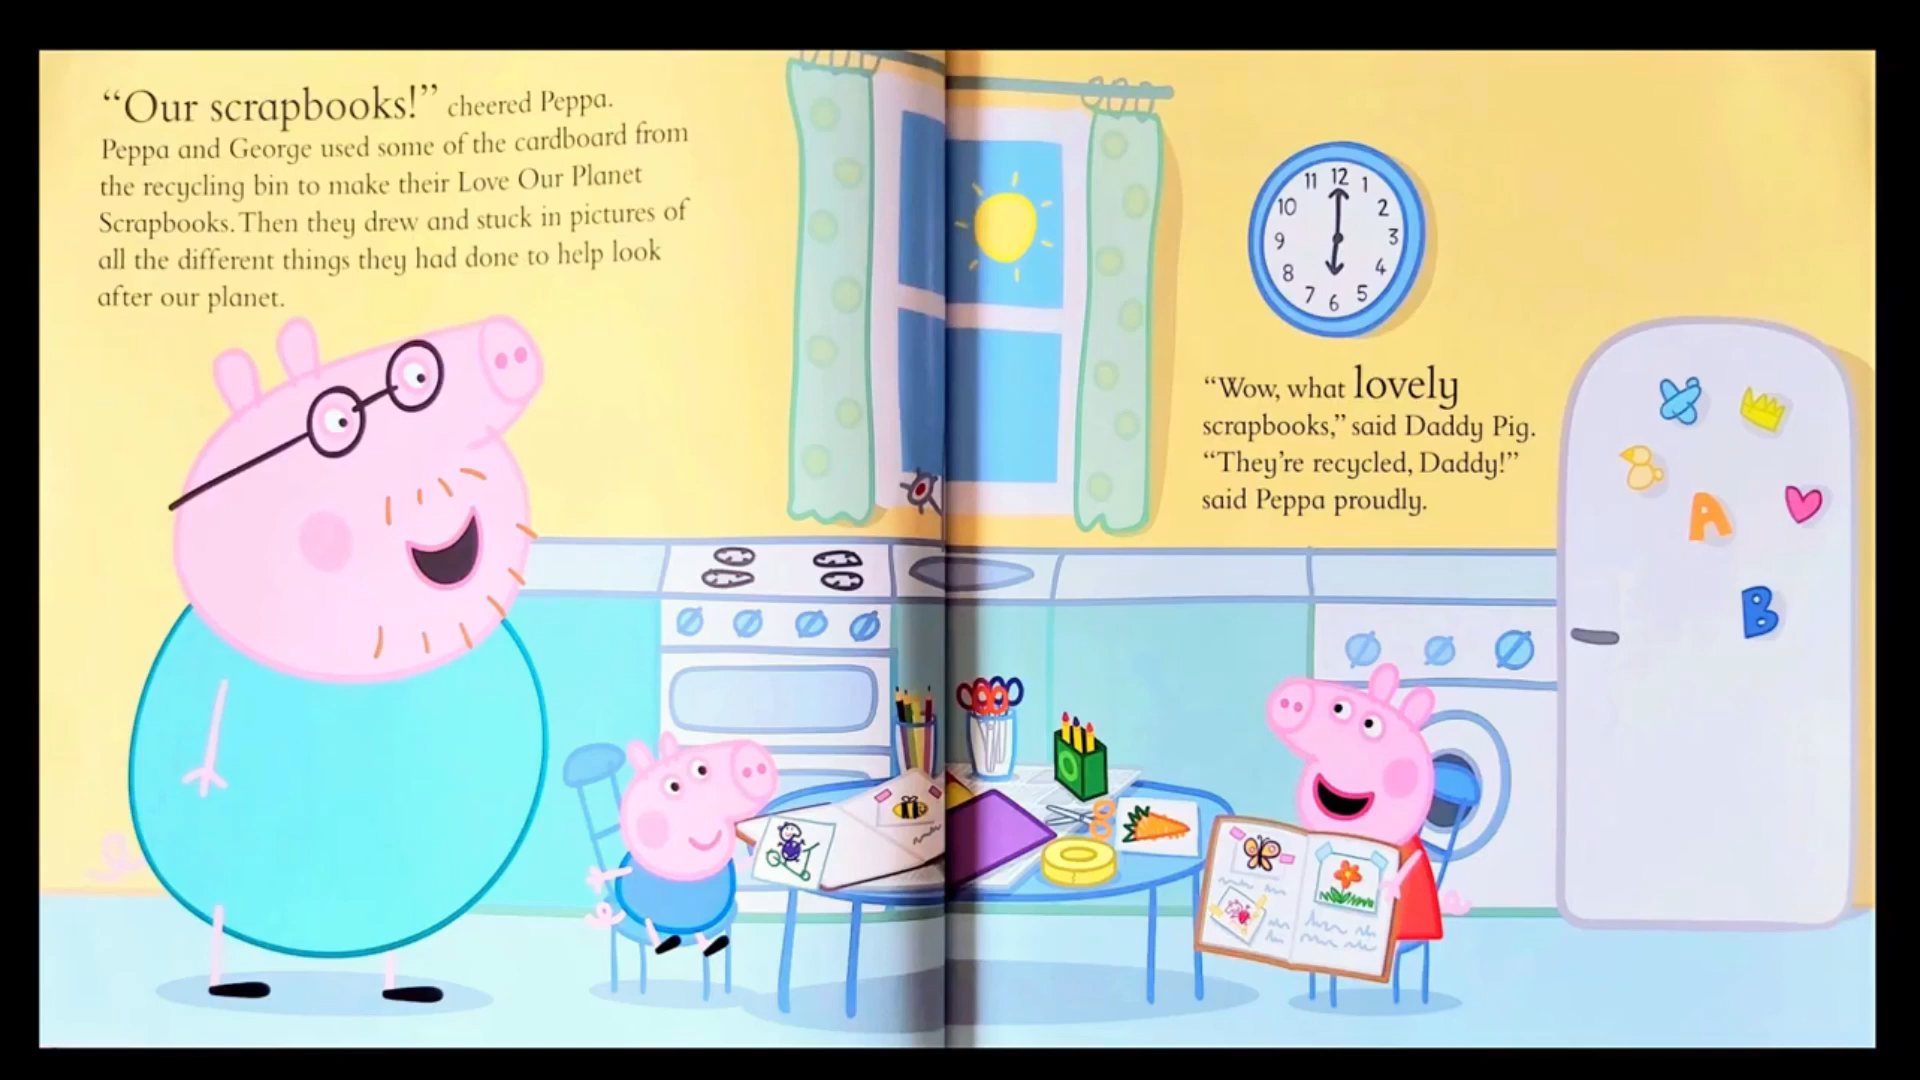 “Our scrapbooks!” cheered Peppa.
Peppa and George used some of the cardboard from
the recycling bin to make their Love Our Planet
Scrapbooks. Then they drew and stuck in pictures of
all the different things they had done to help look
after our planet.
11 12 1
10 2
9 3
8 4
7 6 5
“Wow, what lovely
scrapbooks,” said Daddy Pig.
“They’re recycled, Daddy!”
said Peppa proudly.
A
B